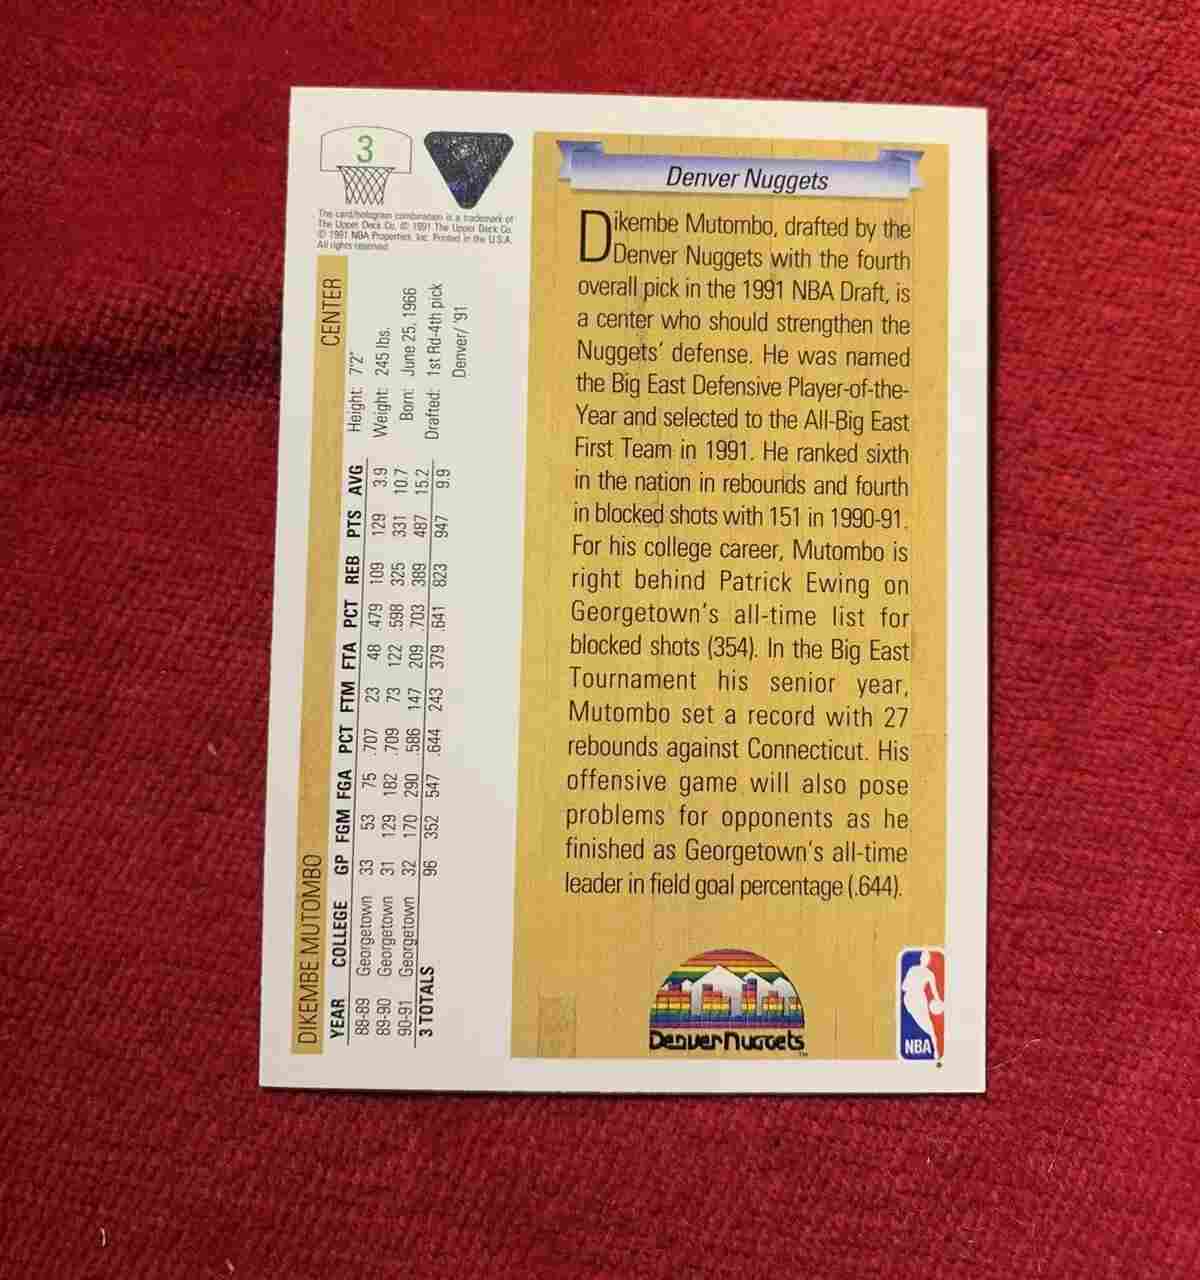 3
The card/hologram combination is a trademark of
The Upper Deck Co. © 1991 The Upper Deck Co.
© 1991 NBA Properties, Inc. Printed in the U.S.A.
All rights reserved.
DIKEMBE MUTOMBO CENTER
YEAR COLLEGE GP FGM FGA PCT FTM FTA PCT REB PTS AVG
88-89 Georgetown 33 53 75 .707 23 48 .479 109 129 3.9
89-90 Georgetown 31 129 182 .709 73 122 .598 325 331 10.7
90-91 Georgetown 32 170 290 .586 147 209 .703 389 487 15.2
3 TOTALS 96 352 547 .644 243 379 .641 823 947 9.9
Height: 7'2"
Weight: 245 lbs.
Born: June 25, 1966
Drafted: 1st Rd-4th pick
Denver/ '91
Denver Nuggets
Dikembe Mutombo, drafted by the
Denver Nuggets with the fourth
overall pick in the 1991 NBA Draft, is
a center who should strengthen the
Nuggets' defense. He was named
the Big East Defensive Player-of-the-
Year and selected to the All-Big East
First Team in 1991. He ranked sixth
in the nation in rebounds and fourth
in blocked shots with 151 in 1990-91.
For his college career, Mutombo is
right behind Patrick Ewing on
Georgetown's all-time list for
blocked shots (354). In the Big East
Tournament his senior year,
Mutombo set a record with 27
rebounds against Connecticut. His
offensive game will also pose
problems for opponents as he
finished as Georgetown's all-time
leader in field goal percentage (.644).
Denver Nuggets
TM
NBA